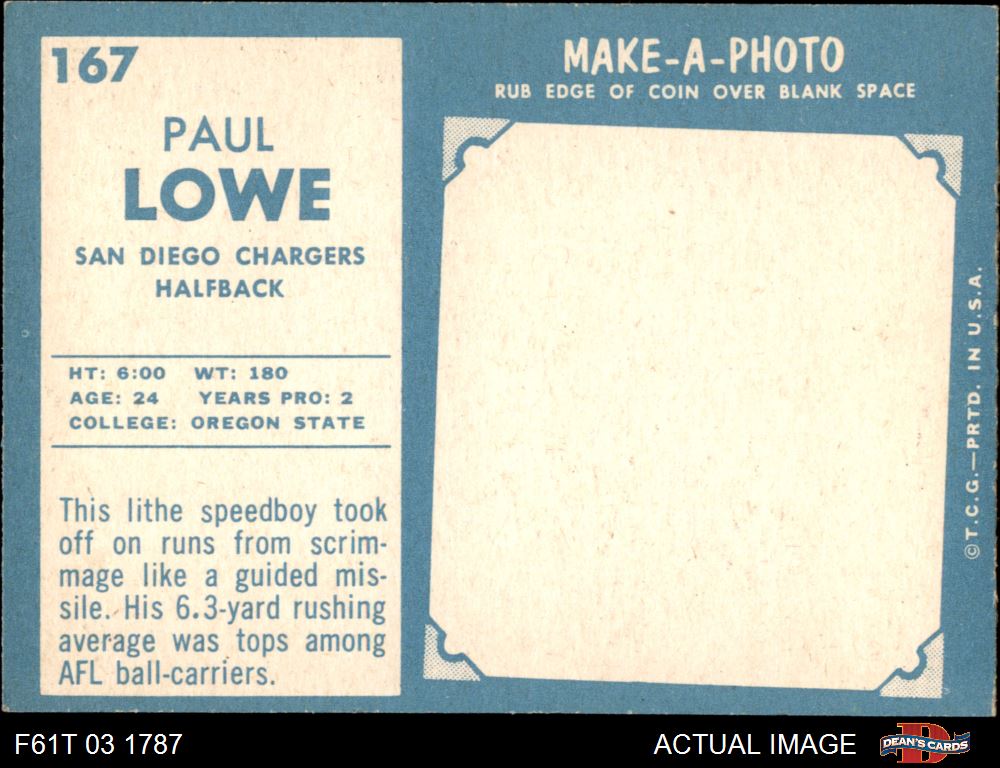 167
PAUL
LOWE
SAN DIEGO CHARGERS
HALFBACK
HT: 6:00 WT: 180
AGE: 24 YEARS PRO: 2
COLLEGE: OREGON STATE
This lithe speedboy took
off on runs from scrim-
mage like a guided mis-
sile. His 6.3-yard rushing
average was tops among
AFL ball-carriers.
MAKE-A-PHOTO
RUB EDGE OF COIN OVER BLANK SPACE
©T.C.G.—PRTD. IN U.S.A.
F61T 03 1787
ACTUAL IMAGE
DEAN'S CARDS